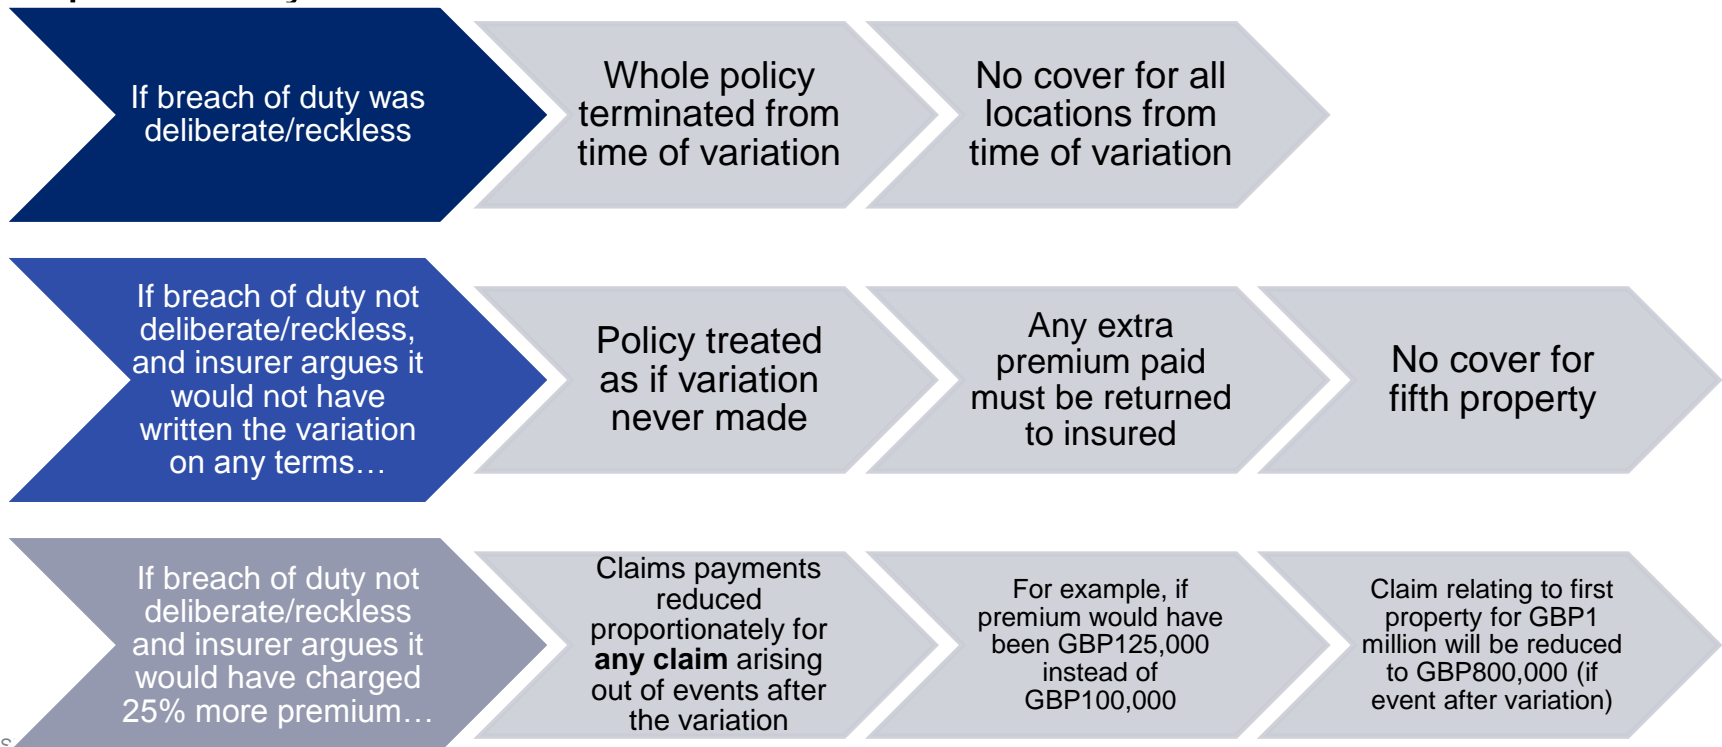 If breach of duty was
deliberate/reckless
Whole policy
terminated from
time of variation
No cover for all
locations from
time of variation
If breach of duty not
deliberate/reckless,
and insurer argues it
would not have
written the variation
on any terms…
Policy treated
as if variation
never made
Any extra
premium paid
must be returned
to insured
No cover for
fifth property
If breach of duty not
deliberate/reckless
and insurer argues it
would have charged
25% more premium…
Claims payments
reduced
proportionately for
any claim arising
out of events after
the variation
For example, if
premium would have
been GBP125,000
instead of
GBP100,000
Claim relating to first
property for GBP1
million will be reduced
to GBP800,000 (if
event after variation)